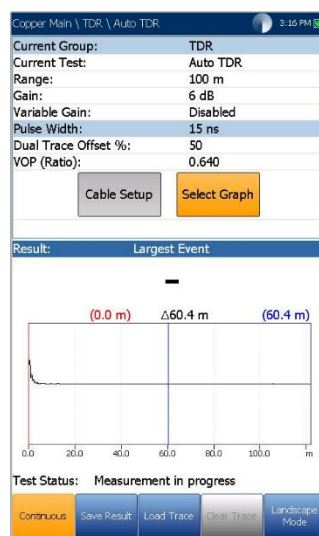 Copper Main \ TDR \ Auto TDR 3:16 PM
Current Group: TDR
Current Test: Auto TDR
Range: 100 m
Gain: 6 dB
Variable Gain: Disabled
Pulse Width: 15 ns
Dual Trace Offset %: 50
VOP (Ratio): 0.640
Cable Setup Select Graph
Result: Largest Event
–
(0.0 m) Δ60.4 m (60.4 m)
0.0 20.0 40.0 60.0 80.0 100.0 m
Test Status: Measurement in progress
Continuous Save Result Load Trace Clear Trace Landscape
Mode